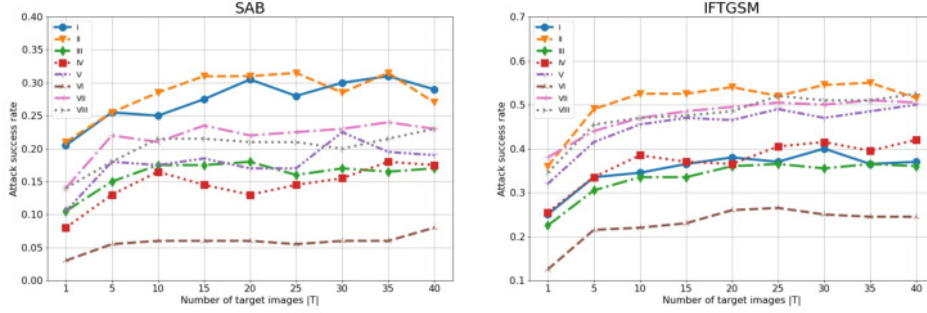 SAB
Attack success rate
0.40
0.35
0.30
0.25
0.20
0.15
0.10
0.05
0.00
I
II
III
IV
V
VI
VII
VIII
1 5 10 15 20 25 30 35 40
Number of target images |T|
IFTGSM
Attack success rate
0.7
0.6
0.5
0.4
0.3
0.2
0.1
I
II
III
IV
V
VI
VII
VIII
1 5 10 15 20 25 30 35 40
Number of target images |T|